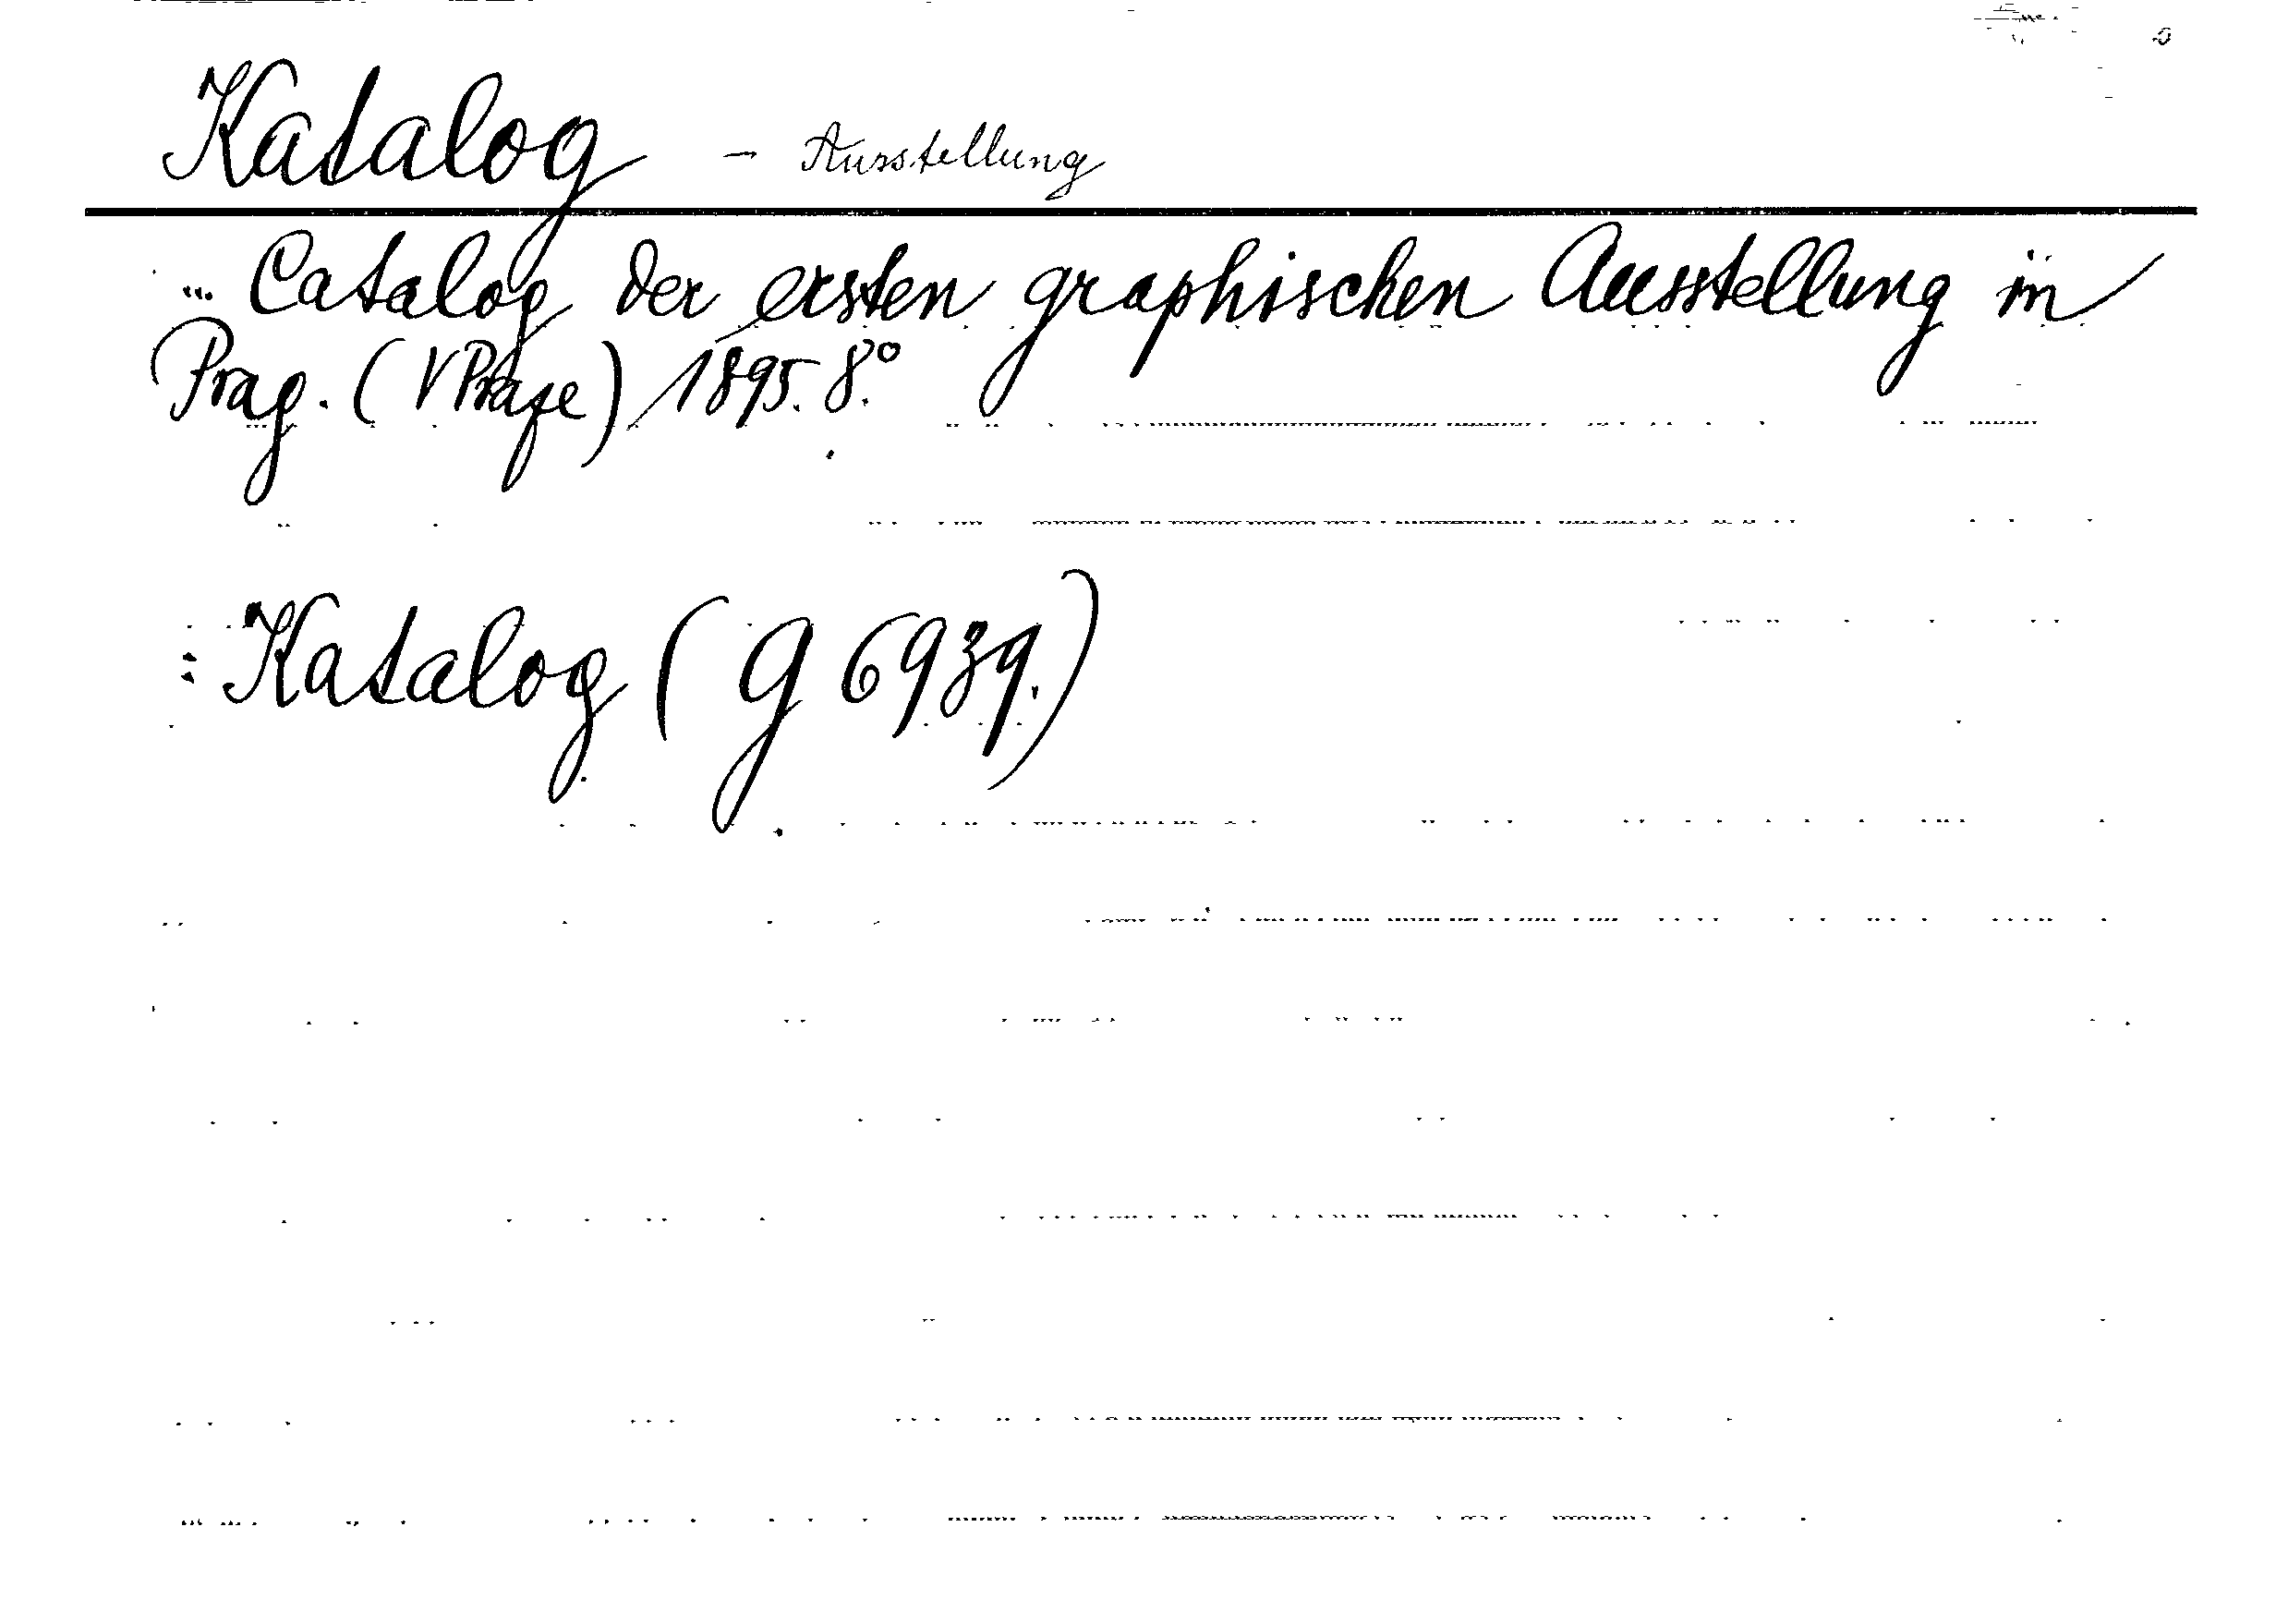 Katalog - Ausstellung
Catalog der ersten graphischen Ausstellung in
Prag. (V Praze) 1895. 8.°
: Katalog (g 6939.)